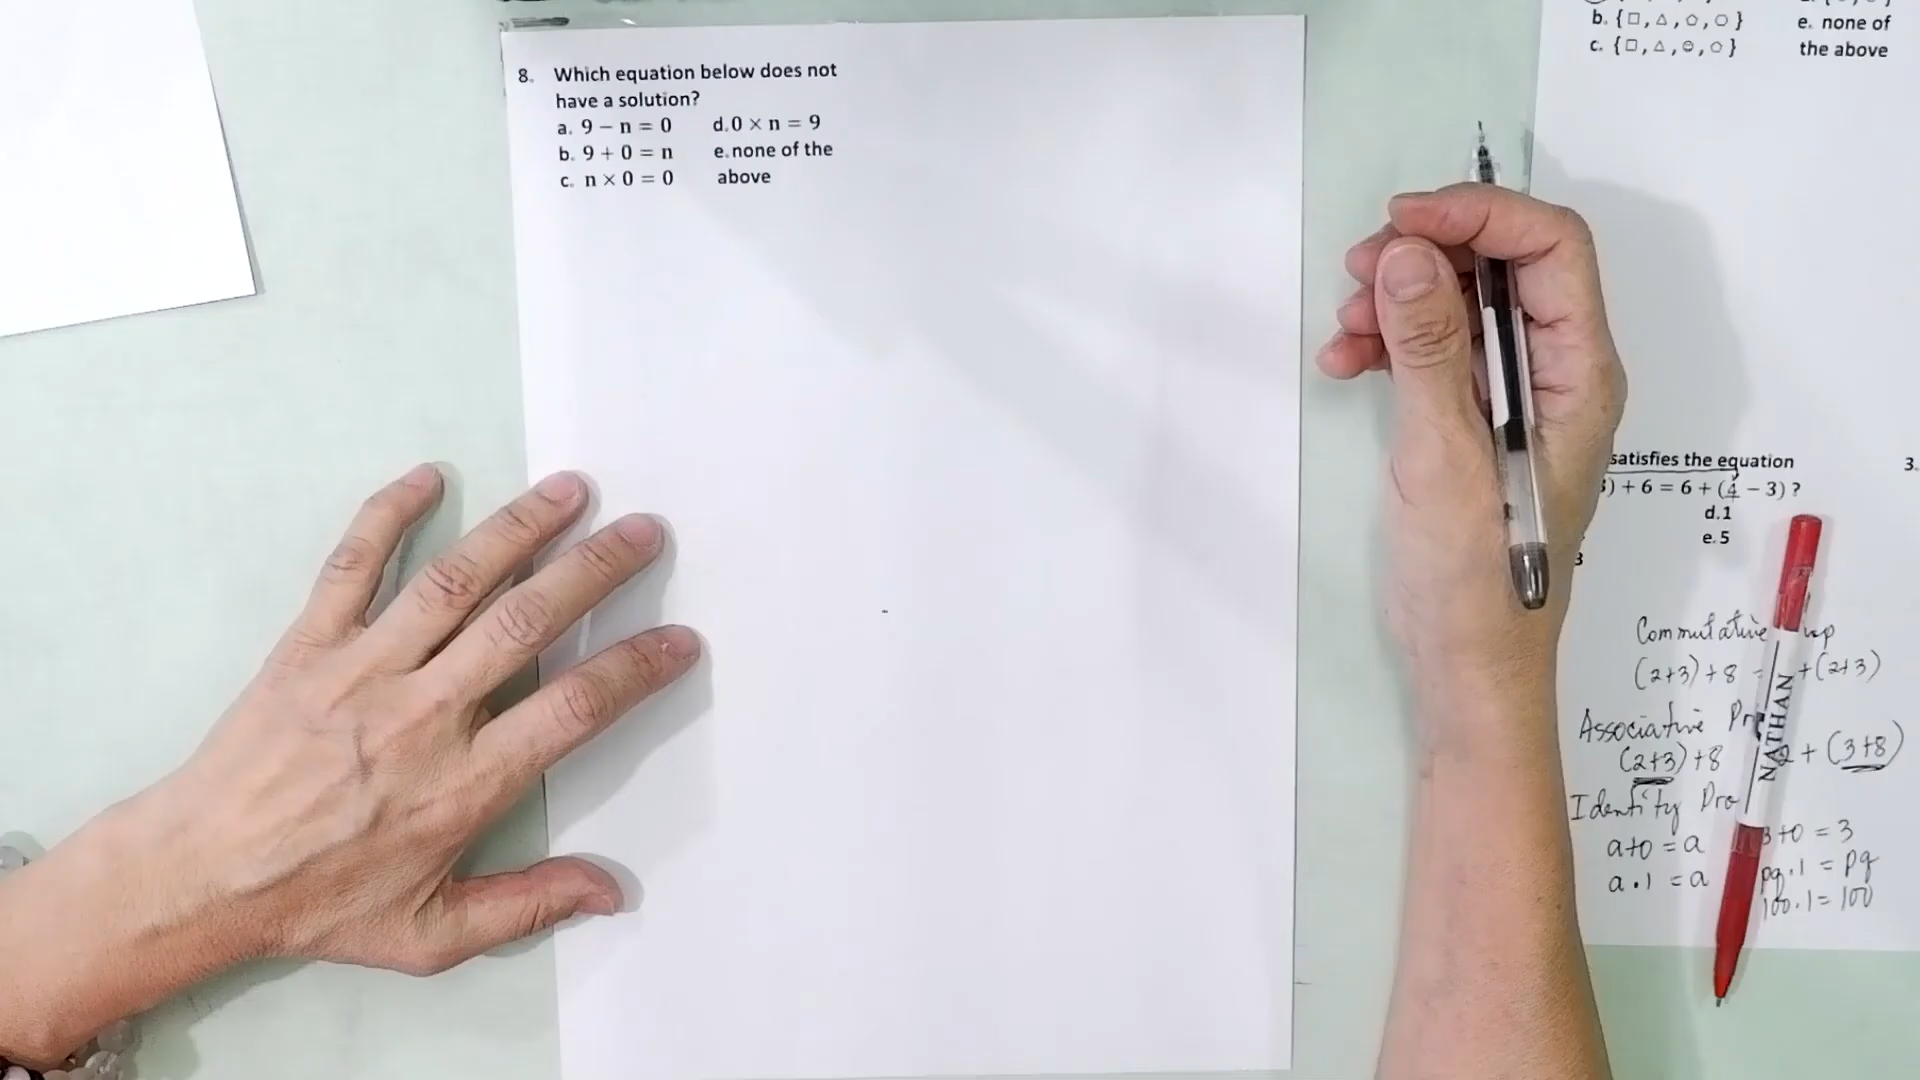 8. Which equation below does not
have a solution?
a. 9 − n = 0 d. 0 × n = 9
b. 9 + 0 = n e. none of the
c. n × 0 = 0 above
b. {□, △, ⬠, ○}
e. none of
c. {□, △, ☺, ⬠}
the above
satisfies the equation
) + 6 = 6 + (4 − 3) ?
d. 1
e. 5
3
3.
Commutative
(2+3)+8 = +(2+3)
Associative
(2+3)+8 + (3+8)
Identity
a+0 = a 3+0 = 3
a·1 = a pq·1 = pq
100·1 = 100
NATHAN